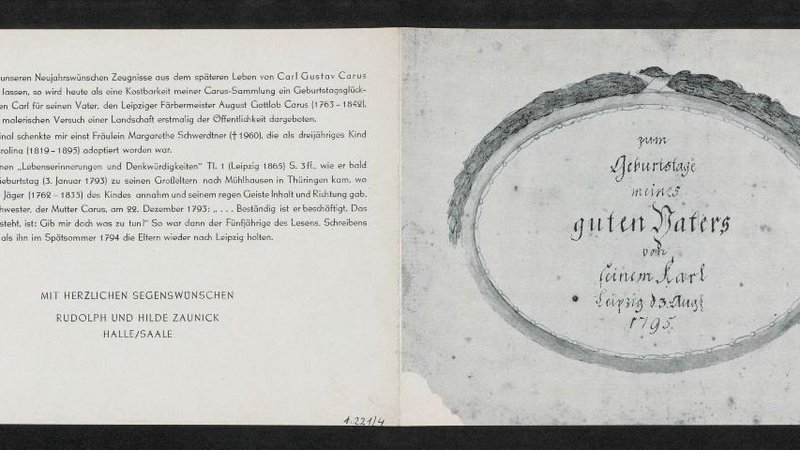 unseren Neujahrswünschen Zeugnisse aus dem späteren Leben von Carl Gustav Carus
lassen, so wird heute als eine Kostbarkeit meiner Carus-Sammlung ein Geburtstagsglück-
en Carl für seinen Vater, den Leipziger Färbermeister August Gottlob Carus (1763–1842),
malerischen Versuch einer Landschaft erstmalig der Öffentlichkeit dargeboten.
inal schenkte mir einst Fräulein Margarethe Schwerdtner († 1960), die als dreijähriges Kind
rolina (1819–1895) adoptiert worden war.
nen „Lebenserinnerungen und Denkwürdigkeiten“ Tl. 1 (Leipzig 1865) S. 3 ff., wie er bald
Geburtstag (3. Januar 1793) zu seinen Großeltern nach Mühlhausen in Thüringen kam, wo
Jäger (1762–1835) des Kindes annahm und seinem regen Geiste Inhalt und Richtung gab.
hwester, der Mutter Carus, am 22. Dezember 1793: „ . . . Beständig ist er beschäftigt. Das
steht, ist: Gib mir doch was zu tun!“ So war dann der Fünfjährige des Lesens, Schreibens
als ihn im Spätsommer 1794 die Eltern wieder nach Leipzig holten.
MIT HERZLICHEN SEGENSWÜNSCHEN
RUDOLPH UND HILDE ZAUNICK
HALLE/SAALE
1.221/4
zum
Geburtstage
meines
guten Vaters
von
seinem Karl
Leipzig d 3. Augt
1795.